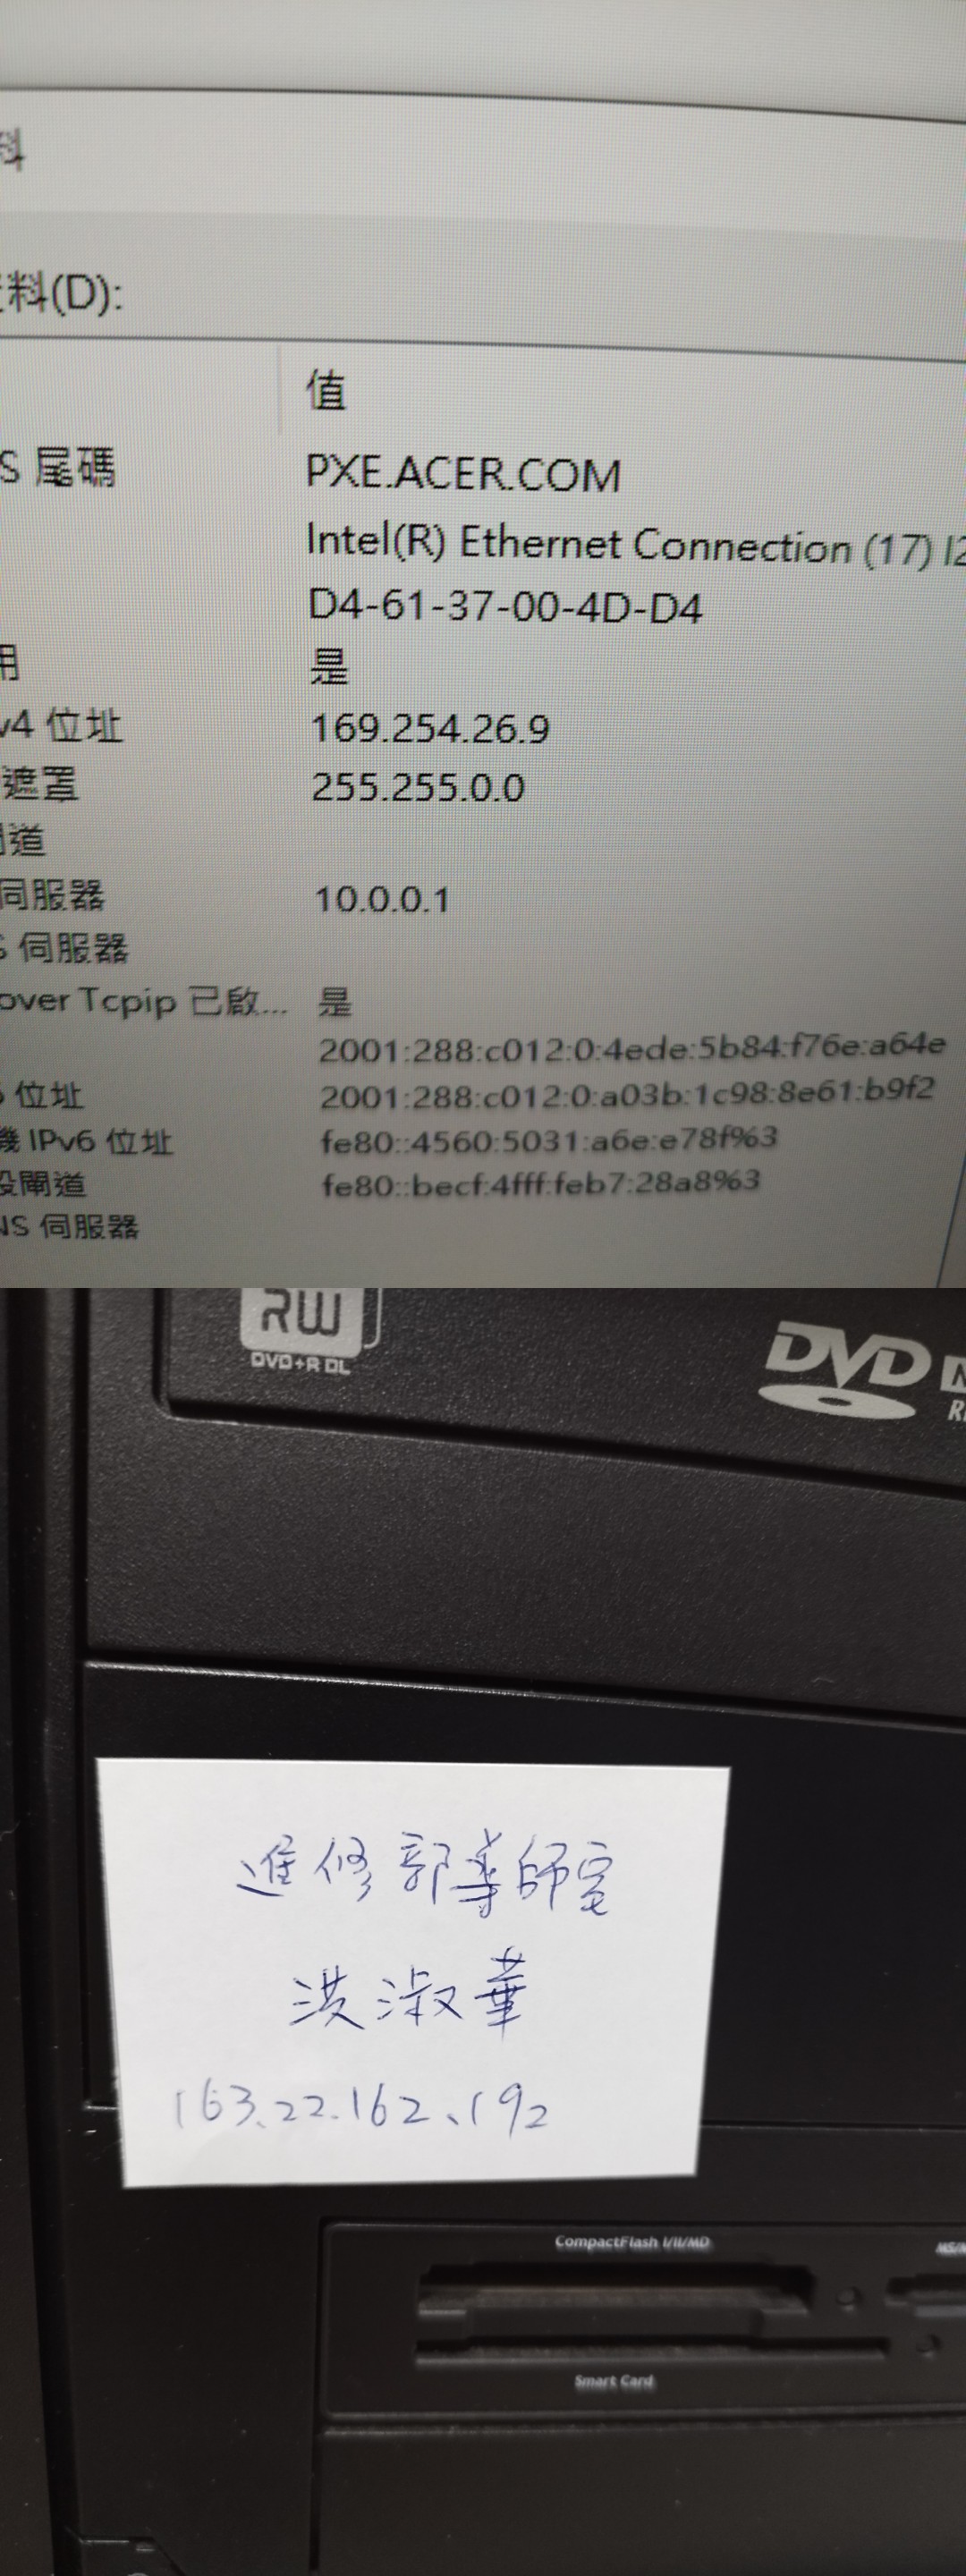 料
料(D):
值
S 尾碼
PXE.ACER.COM
Intel(R) Ethernet Connection (17) I2
D4-61-37-00-4D-D4
用
是
v4 位址
169.254.26.9
遮罩
255.255.0.0
道
伺服器
10.0.0.1
S 伺服器
over Tcpip 已啟...
是
2001:288:c012:0:4ede:5b84:f76e:a64e
6 位址
2001:288:c012:0:a03b:1c98:8e61:b9f2
機 IPv6 位址
fe80::4560:5031:a6e:e78f%3
設閘道
fe80::becf:4fff:feb7:28a8%3
NS 伺服器
RW
DVD+R DL
DVD
進修部導師室
洪淑華
163.22.162.192
CompactFlash I/II/MD
Smart Card